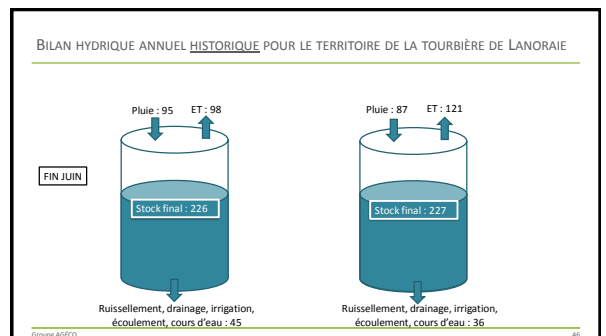 BILAN HYDRIQUE ANNUEL HISTORIQUE POUR LE TERRITOIRE DE LA TOURBIÈRE DE LANORAIE
Pluie : 95 ET : 98
Pluie : 87 ET : 121
FIN JUIN
Stock final : 226
Stock final : 227
Ruissellement, drainage, irrigation,
écoulement, cours d'eau : 45
Ruissellement, drainage, irrigation,
écoulement, cours d'eau : 36
Groupe AGÉCO
46